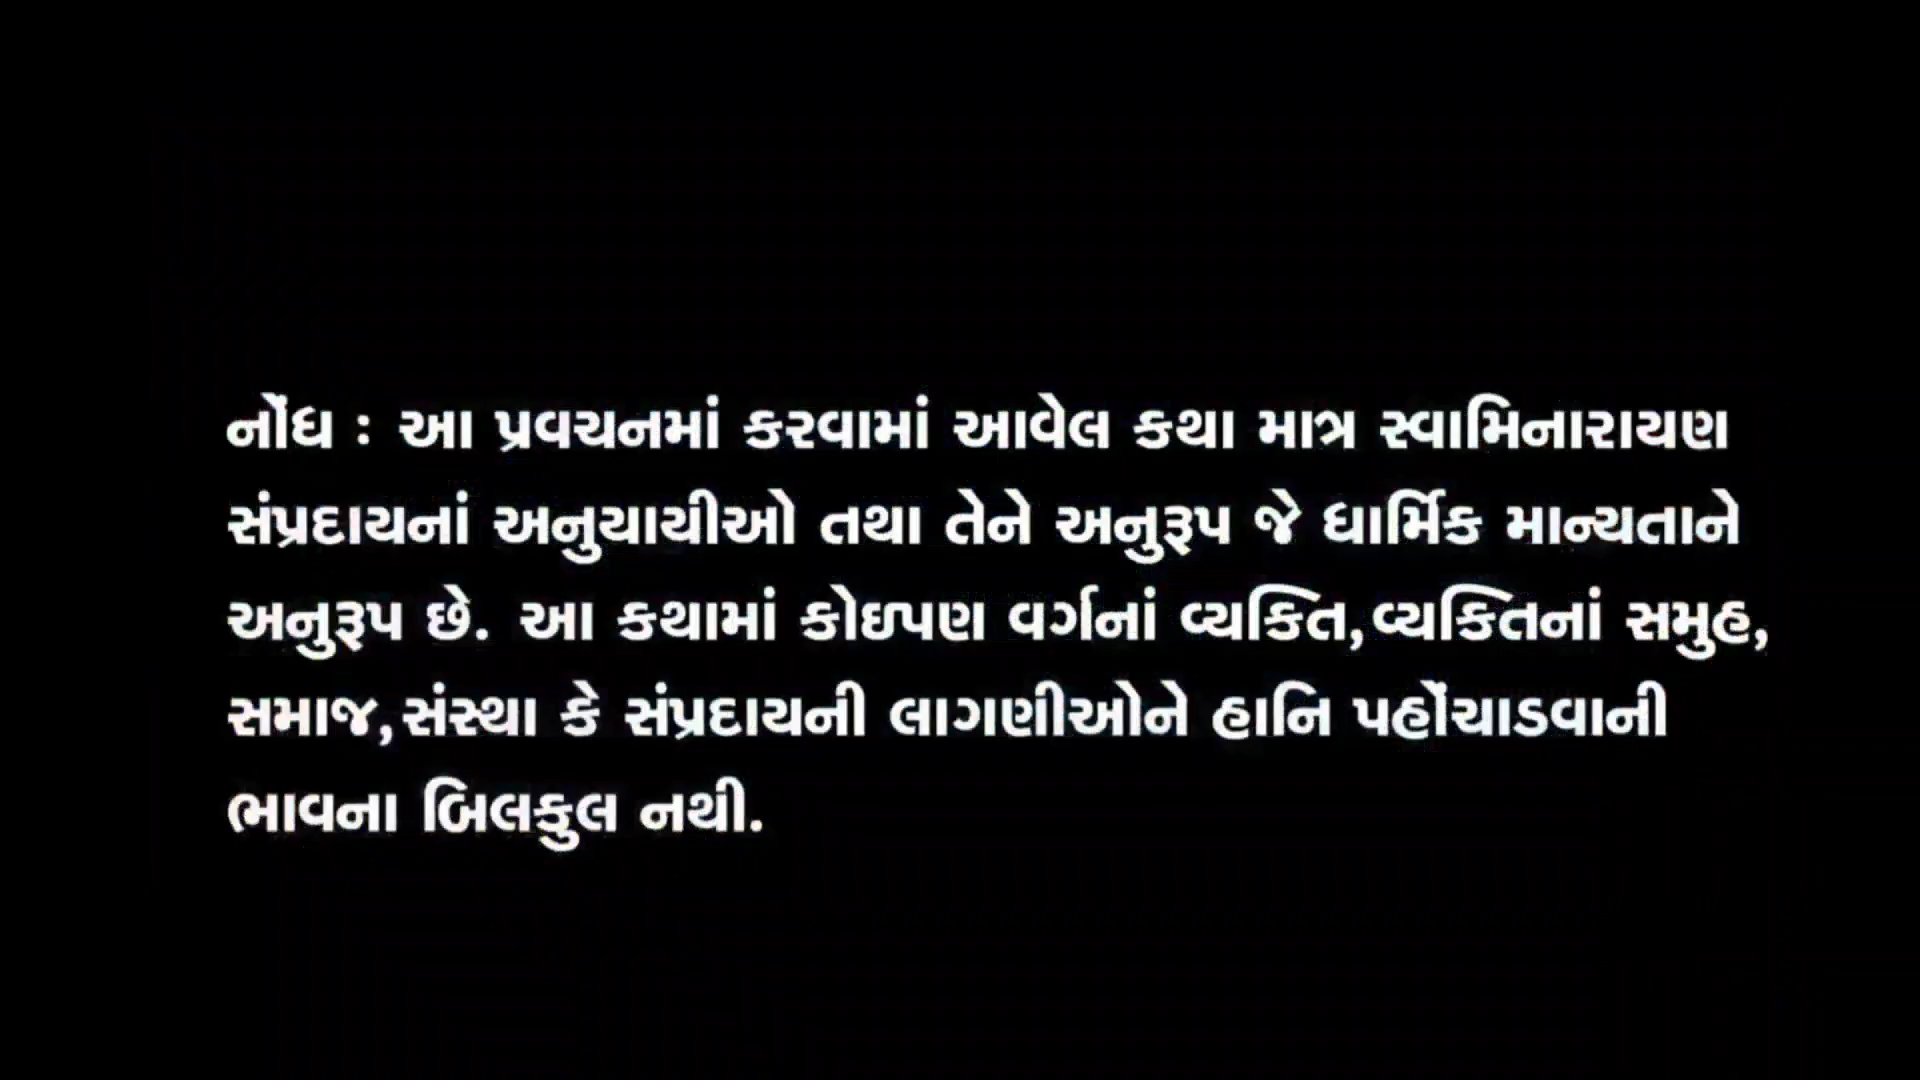 નોંધ : આ પ્રવચનમાં કરવામાં આવેલ કથા માત્ર સ્વામિનારાયણ
સંપ્રદાયનાં અનુયાયીઓ તથા તેને અનુરૂપ જે ધાર્મિક માન્યતાને
અનુરૂપ છે. આ કથામાં કોઇપણ વર્ગનાં વ્યકિત,વ્યકિતનાં સમુહ,
સમાજ,સંસ્થા કે સંપ્રદાયની લાગણીઓને હાનિ પહોંચાડવાની
ભાવના બિલકુલ નથી.